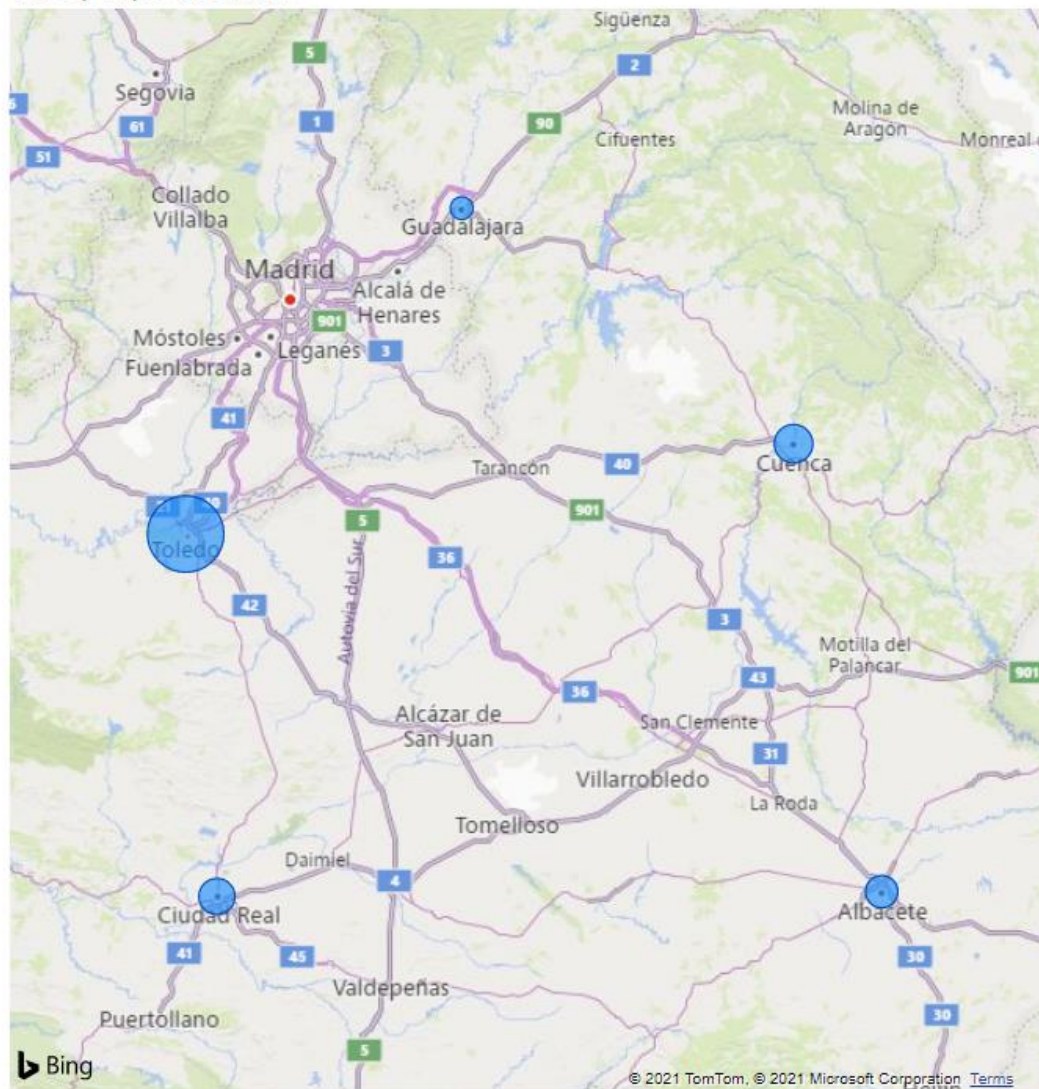 Sigüenza
5
2
Segovia
6
61
1
90
Molina de
Aragón
Cifuentes
Monreal
51
Collado
Villalba
Guadalajara
Madrid
Alcalá de
Henares
901
Móstoles
Leganés
3
Fuenlabrada
41
Tarancón
40
Cuenca
901
5
Toledo
36
42
Autovía del Sur
3
Motilla del
Palancar
43
901
36
Alcázar de
San Juan
San Clemente
31
Villarrobledo
La Roda
Tomelloso
Daimiel
4
Ciudad Real
Albacete
41
45
30
Valdepeñas
Puertollano
30
5
Bing
© 2021 TomTom, © 2021 Microsoft Corporation Terms